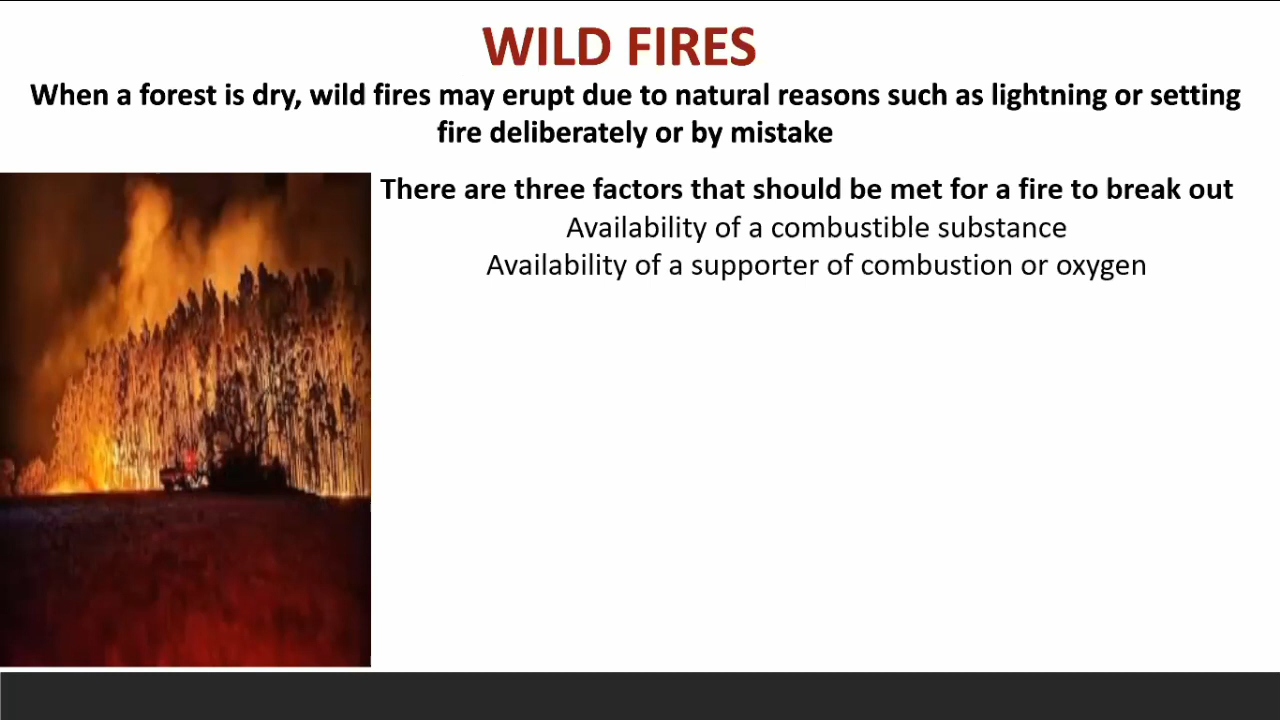 WILD FIRES
When a forest is dry, wild fires may erupt due to natural reasons such as lightning or setting
fire deliberately or by mistake
There are three factors that should be met for a fire to break out
Availability of a combustible substance
Availability of a supporter of combustion or oxygen